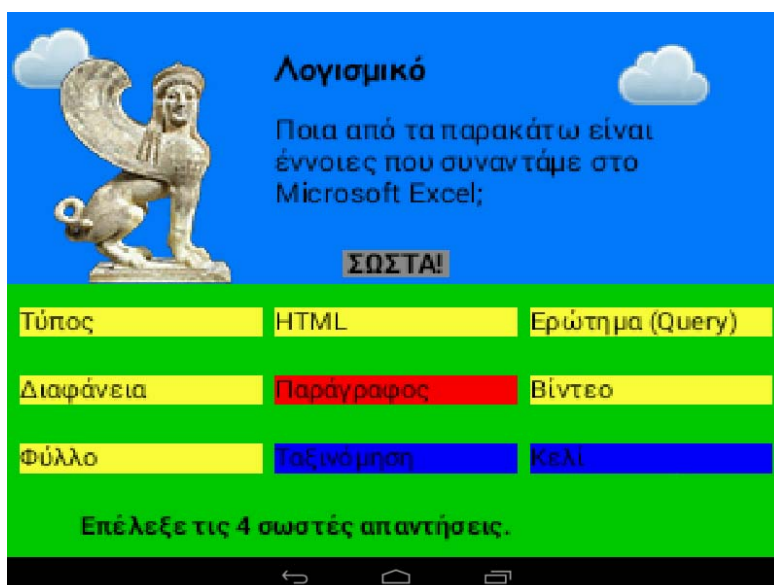 Λογισμικό
Ποια από τα παρακάτω είναι
έννοιες που συναντάμε στο
Microsoft Excel;
ΣΩΣΤΑ!
Τύπος HTML Ερώτημα (Query)
Διαφάνεια Παράγραφος Βίντεο
Φύλλο Ταξινόμηση Κελί
Επέλεξε τις 4 σωστές απαντήσεις.